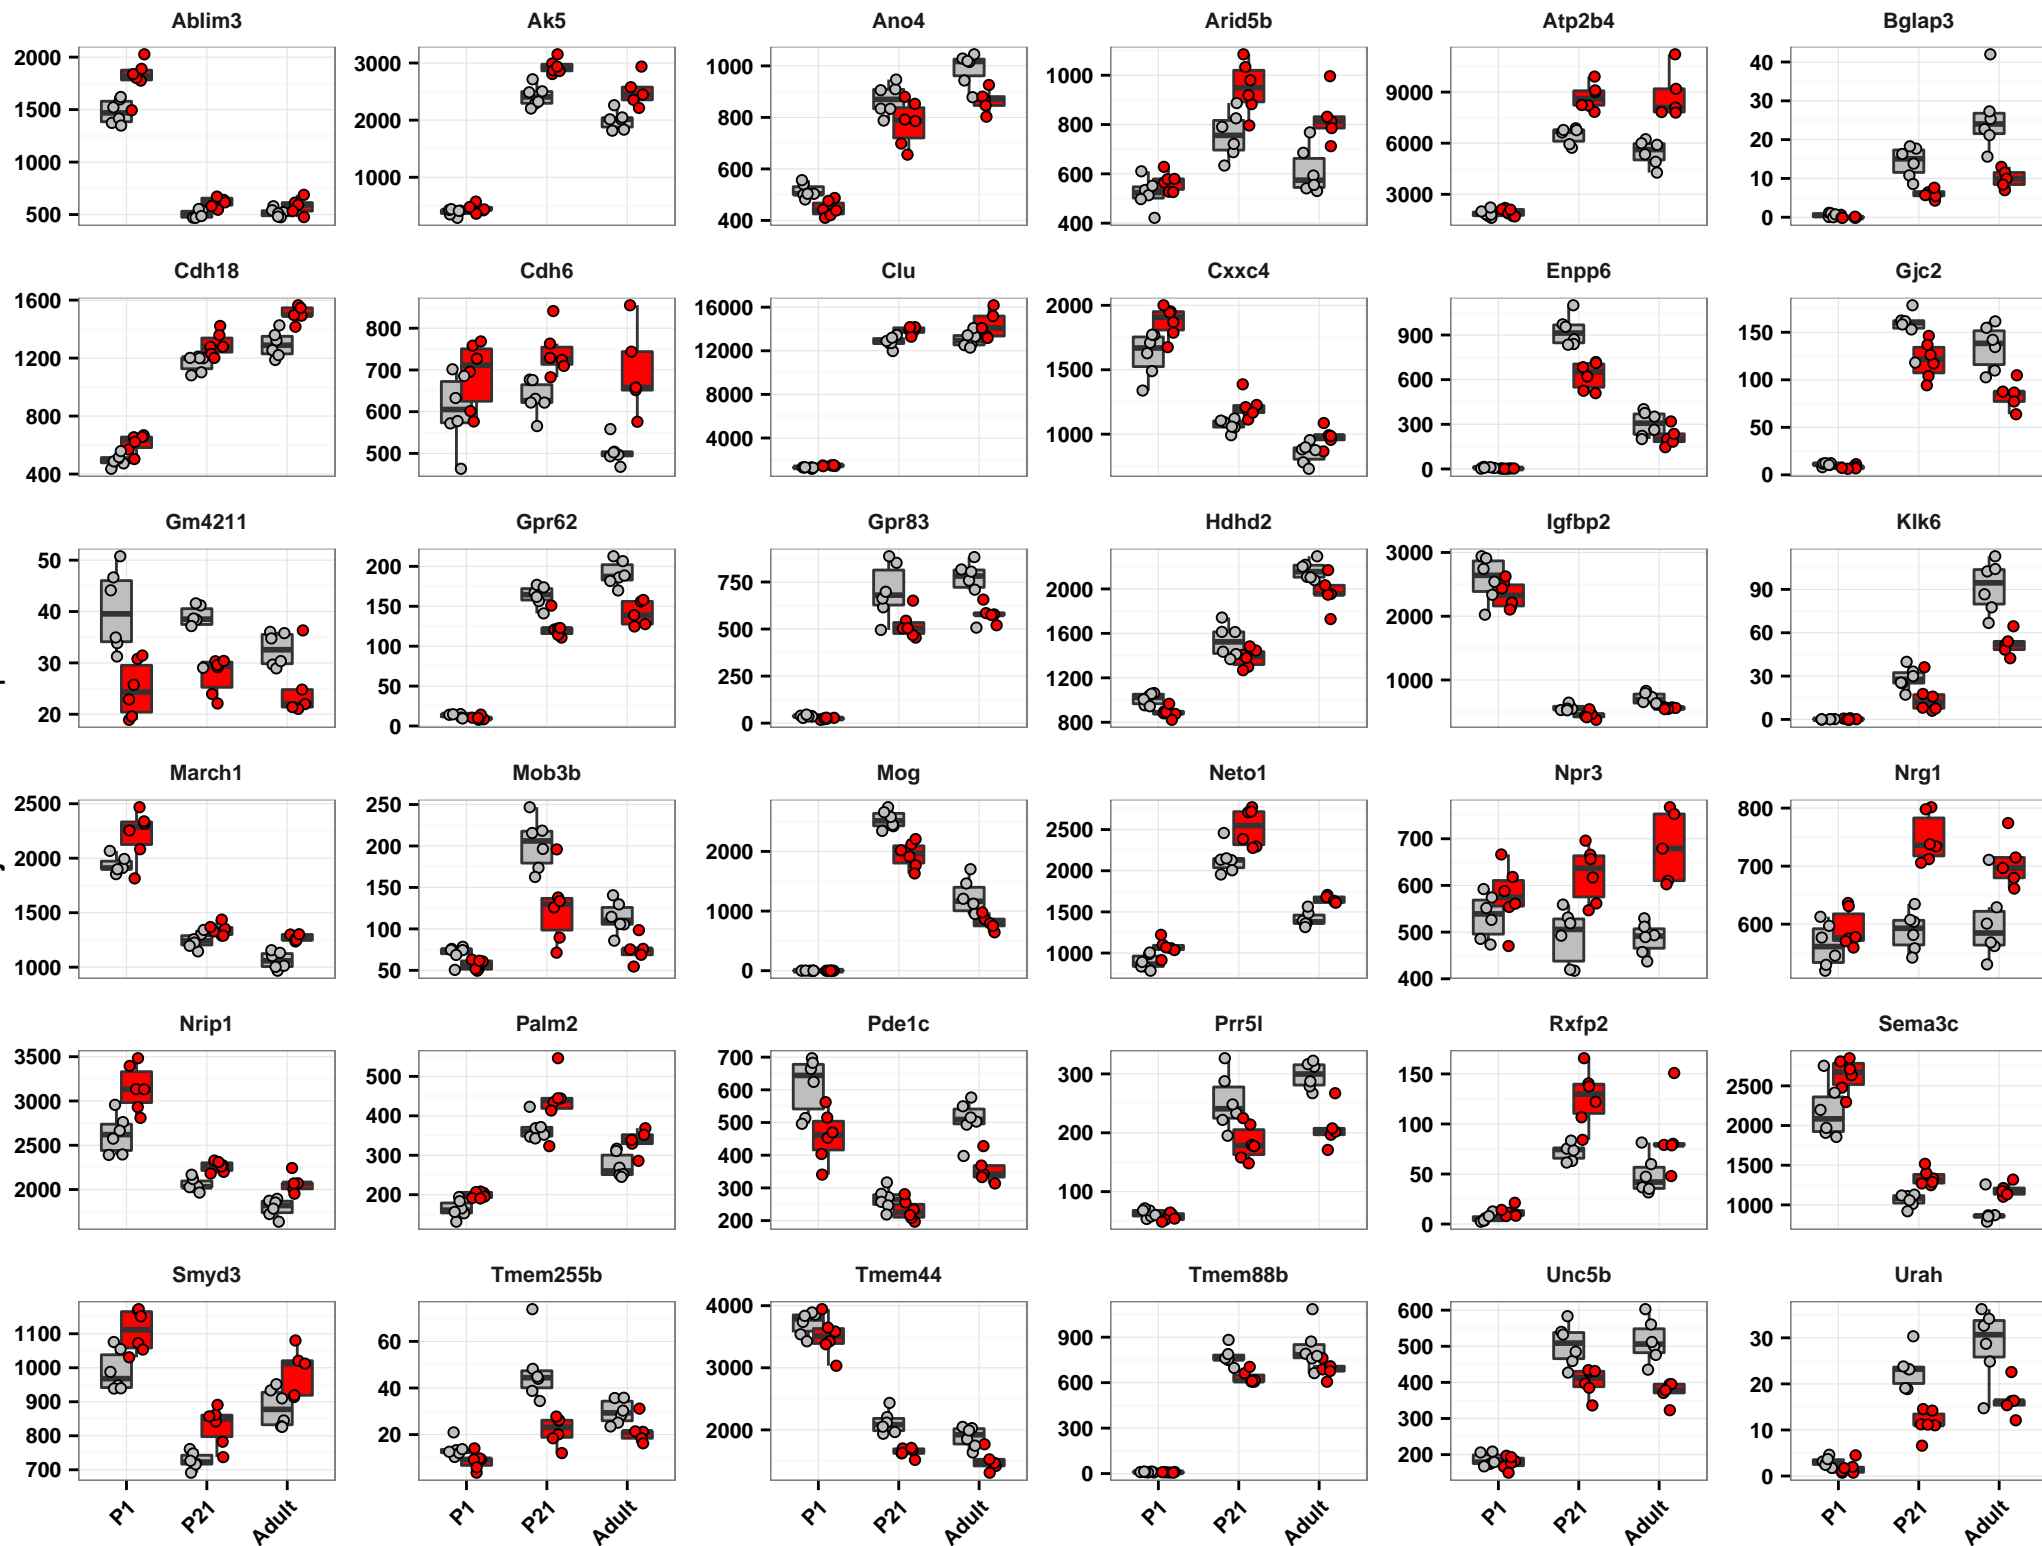 Ablim3 Ak5 Ano4 Arid5b Atp2b4 Bglap3
2000 1500 1000 500
3000 2000 1000
1000 800 600 400
1000 800 600 400
9000 6000 3000
40 30 20 10 0
Cdh18 Cdh6 Clu Cxxc4 Enpp6 Gjc2
1600 1200 800 400
800 700 600 500
16000 12000 8000 4000
2000 1500 1000
900 600 300 0
150 100 50 0
Gm4211 Gpr62 Gpr83 Hdhd2 Igfbp2 Klk6
50 40 30 20
200 150 100 50 0
750 500 250 0
2000 1600 1200 800
3000 2000 1000
90 60 30 0
March1 Mob3b Mog Neto1 Npr3 Nrg1
2500 2000 1500 1000
250 200 150 100 50
2000 1000 0
2500 2000 1500 1000
700 600 500 400
800 700 600
Nrip1 Palm2 Pde1c Prr5l Rxfp2 Sema3c
3500 3000 2500 2000
500 400 300 200
700 600 500 400 300 200
300 200 100
150 100 50 0
2500 2000 1500 1000
Smyd3 Tmem255b Tmem44 Tmem88b Unc5b Urah
1100 1000 900 800 700
60 40 20
4000 3000 2000
900 600 300 0
600 500 400 300 200
30 20 10 0
P1 P21 Adult P1 P21 Adult P1 P21 Adult P1 P21 Adult P1 P21 Adult P1 P21 Adult